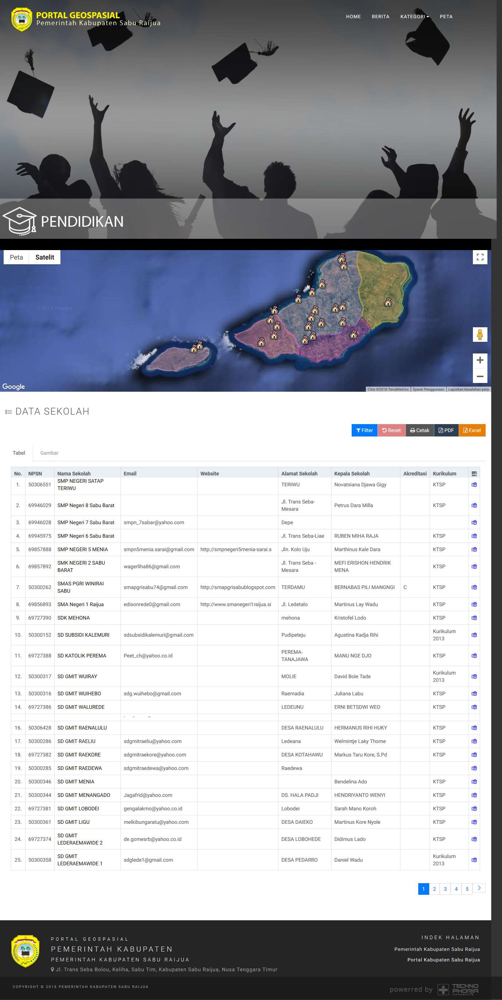 PORTAL GEOSPASIAL
Pemerintah Kabupaten Sabu Raijua
HOME BERITA KATEGORI PETA
PENDIDIKAN
Peta Satelit
© 2018 Google
© 2018 Google
Google
Citra ©2018 TerraMetrics Syarat Penggunaan Laporkan kesalahan peta
DATA SEKOLAH
Filter Reset Cetak PDF Excel
Tabel Gambar
No. NPSN Nama Sekolah Email Website Alamat Sekolah Kepala Sekolah Akreditasi Kurikulum
1. 50306551 SMP NEGERI SATAP TERIWU TERIWU Novatsiana Djawa Gigy KTSP
2. 69946029 SMP Negeri 8 Sabu Barat Jl. Trans Seba-Mesara Petrus Dara Milla KTSP
3. 69946028 SMP Negeri 7 Sabu Barat smpn_7sabar@yahoo.com Depe
4. 69945975 SMP Negeri 6 Sabu Barat Jl. Trans Seba-Liae RUBEN MIHA RAJA KTSP
5. 69857888 SMP NEGERI 5 MENIA smpn5menia.sarai@gmail.com http://smpnegeri5menia-sarai.s Jln. Kolo Uju Marthinus Kale Dara KTSP
6. 69857892 SMK NEGERI 2 SABU BARAT wagerliha86@gmail.com Jl. Trans Seba - Mesara MEFI ERISHON HENDRIK MENA KTSP
7. 50300262 SMAS PGRI WINIRAI SABU smapgrisabu74@gmail.com http://smapgrisabublogspot.com TERDAMU BERNABAS PILI MANGNGI C KTSP
8. 69856893 SMA Negeri 1 Raijua edisonrede0@gmail.com http://www.smanegeri1raijua.si Jl. Ledetalo Martinus Lay Wadu KTSP
9. 69727390 SDK MEHONA mehona Kristofel Lodo KTSP
10. 50300152 SD SUBSIDI KALEMURI sdsubsidikalemuri@gmail.com Pudipeteju Agustina Kadja Rihi Kurikulum 2013
11. 69727388 SD KATOLIK PEREMA Peet_ch@yahoo.co.id PEREMA-TANAJAWA MANU NGE DJO KTSP
12. 50300317 SD GMIT WUIRAY MOLIE David Bole Tade Kurikulum 2013
13. 50300316 SD GMIT WUIHEBO sdg.wuihebo@gmail.com Raemadia Juliana Labu KTSP
14. 69727386 SD GMIT WALUREDE LEDEUNU ERNI BETSDWI WEO KTSP
16. 50306428 SD GMIT RAENALULU DESA RAENALULU HERMANUS RIHI HUKY KTSP
17. 50300286 SD GMIT RAELIU sdgmitraeliu@yahoo.com Ledeana Welmintje Laky Thome KTSP
18. 69727382 SD GMIT RAEKORE sdgmitraekore@yahoo.com DESA KOTAHAWU Markus Taru Kore, S.Pd KTSP
19. 50300285 SD GMIT RAEDEWA sdgmitraedewa@yahoo.com Raedewa
20. 50300346 SD GMIT MENIA Bendelina Ado KTSP
21. 50300344 SD GMIT MENANGADO Jagafrid@yahoo.com DS. HALA PADJI HENDRIYANTO WENYI KTSP
22. 69727381 SD GMIT LOBODEI gengalakmo@yahoo.co.id Lobodei Sarah Mano Koroh KTSP
23. 50300361 SD GMIT LIGU melkibungaratu@yahoo.com DESA DAIEKO Martinus Kore Nyole KTSP
24. 69727374 SD GMIT LEDERAEMAWIDE 2 de.gomesrb@yahoo.co.id DESA LOBOHEDE Didimus Lado KTSP
25. 50300358 SD GMIT LEDERAEMAWIDE 1 sdglede1@gmail.com DESA PEDARRO Daniel Wadu Kurikulum 2013
1 2 3 4 5
PORTAL GEOSPASIAL
PEMERINTAH KABUPATEN
PEMERINTAH KABUPATEN SABU RAIJUA
Jl. Trans Seba Bolou, Keliha, Sabu Tim, Kabupaten Sabu Raijua, Nusa Tenggara Timur
INDEK HALAMAN
Pemerintah Kabupaten Sabu Raijua
Portal Kabupaten Sabu Raijua
COPYRIGHT © 2018 PEMERINTAH KABUPATEN SABU RAIJUA
powerred by TECHNO PHORIA INDONESIA